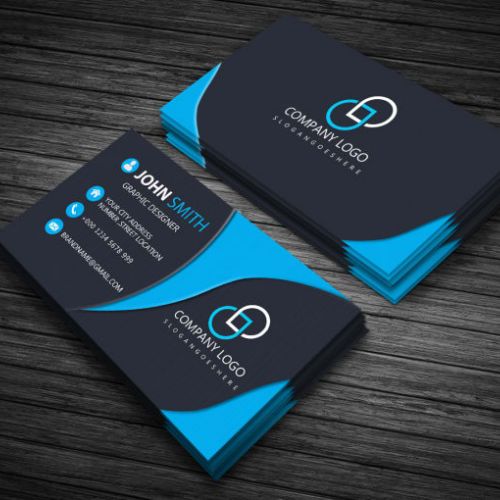 COMPANY LOGO
SLOGANGOESHERE
JOHN SMITH
GRAPHIC DESIGNER
YOUR CITY ADDRESS
NUMBER STREET LOCATION
+000 1234 5678 999
BRANDNAME@GMAIL.COM
COMPANY LOGO
SLOGANGOESHERE